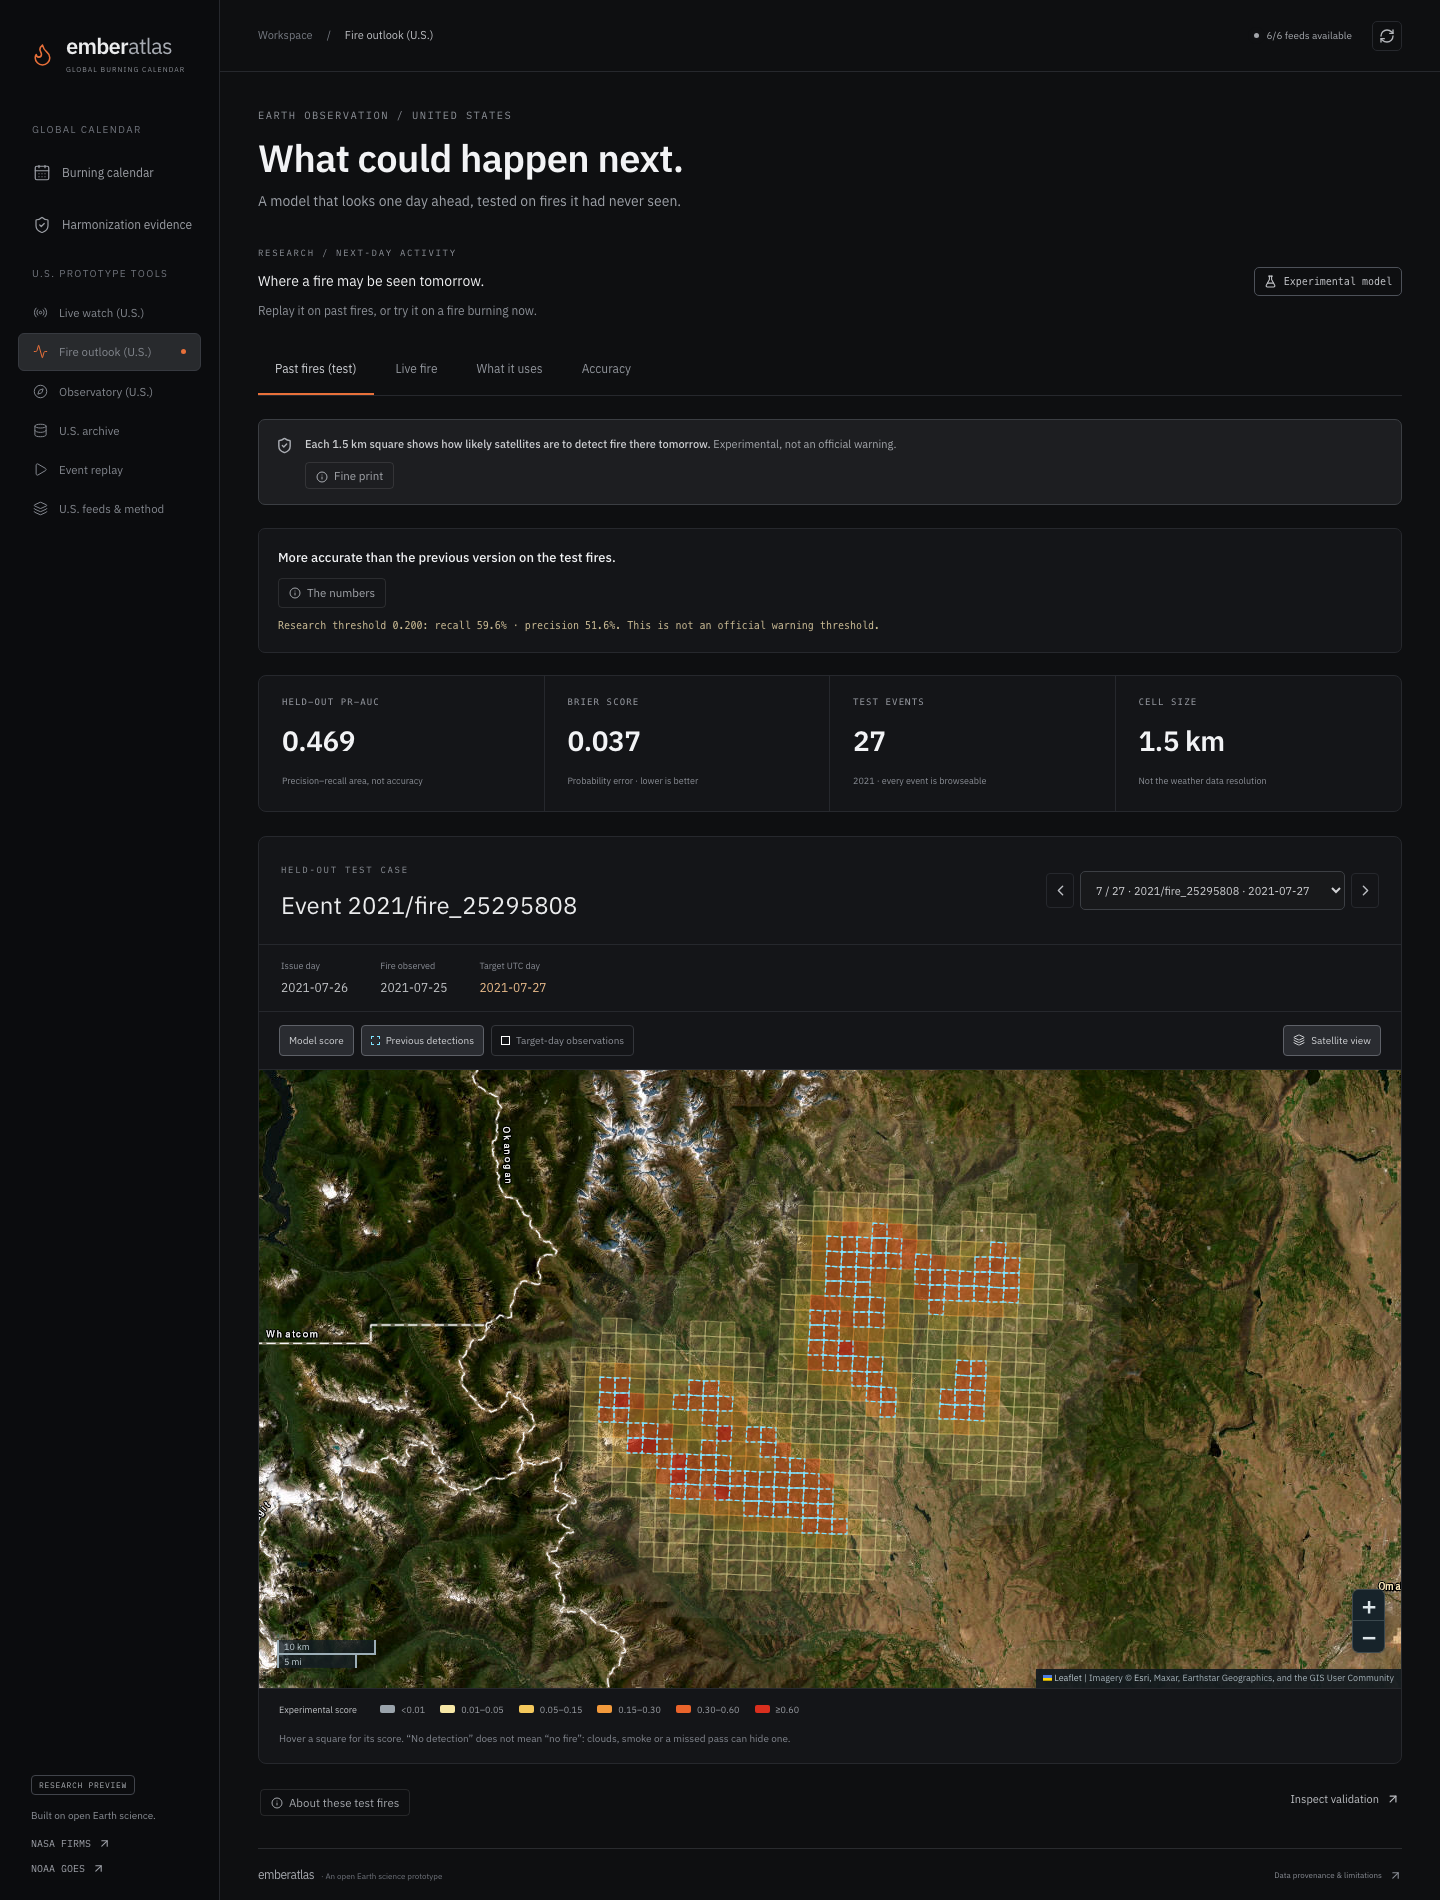 emberatlas
GLOBAL BURNING CALENDAR
GLOBAL CALENDAR
Burning calendar
Harmonization evidence
U.S. PROTOTYPE TOOLS
Live watch (U.S.)
Fire outlook (U.S.)
Observatory (U.S.)
U.S. archive
Event replay
U.S. feeds & method
RESEARCH PREVIEW
Built on open Earth science.
NASA FIRMS
NOAA GOES
Workspace / Fire outlook (U.S.)
6/6 feeds available
EARTH OBSERVATION / UNITED STATES
What could happen next.
A model that looks one day ahead, tested on fires it had never seen.
RESEARCH / NEXT-DAY ACTIVITY
Where a fire may be seen tomorrow.
Experimental model
Replay it on past fires, or try it on a fire burning now.
Past fires (test) Live fire What it uses Accuracy
Each 1.5 km square shows how likely satellites are to detect fire there tomorrow. Experimental, not an official warning.
Fine print
More accurate than the previous version on the test fires.
The numbers
Research threshold 0.200: recall 59.6% · precision 51.6%. This is not an official warning threshold.
HELD-OUT PR-AUC
0.469
Precision–recall area, not accuracy
BRIER SCORE
0.037
Probability error · lower is better
TEST EVENTS
27
2021 · every event is browseable
CELL SIZE
1.5 km
Not the weather data resolution
HELD-OUT TEST CASE
Event 2021/fire_25295808
7 / 27 · 2021/fire_25295808 · 2021-07-27
Issue day Fire observed Target UTC day
2021-07-26 2021-07-25 2021-07-27
Model score Previous detections Target-day observations Satellite view
Okanogan
Whatcom
Oma
10 km
5 mi
+
−
Leaflet | Imagery © Esri, Maxar, Earthstar Geographics, and the GIS User Community
Experimental score <0.01 0.01–0.05 0.05–0.15 0.15–0.30 0.30–0.60 ≥0.60
Hover a square for its score. “No detection” does not mean “no fire”: clouds, smoke or a missed pass can hide one.
About these test fires
Inspect validation
emberatlas · An open Earth science prototype
Data provenance & limitations